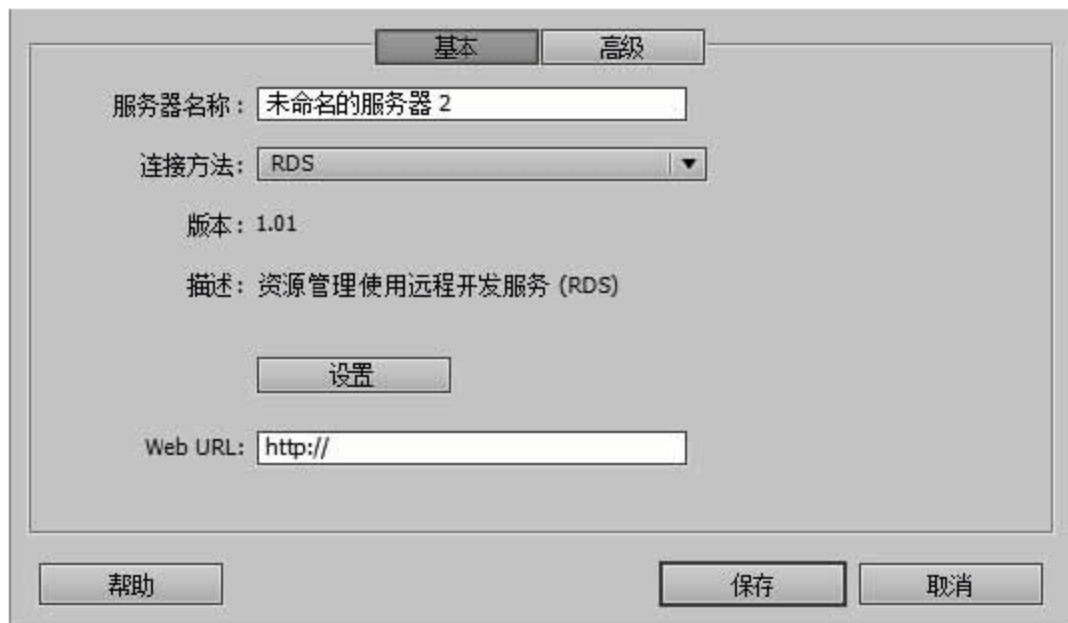 基本 高级
服务器名称： 未命名的服务器 2
连接方法： RDS
版本： 1.01
描述： 资源管理使用远程开发服务 (RDS)
设置
Web URL: http://
帮助 保存 取消